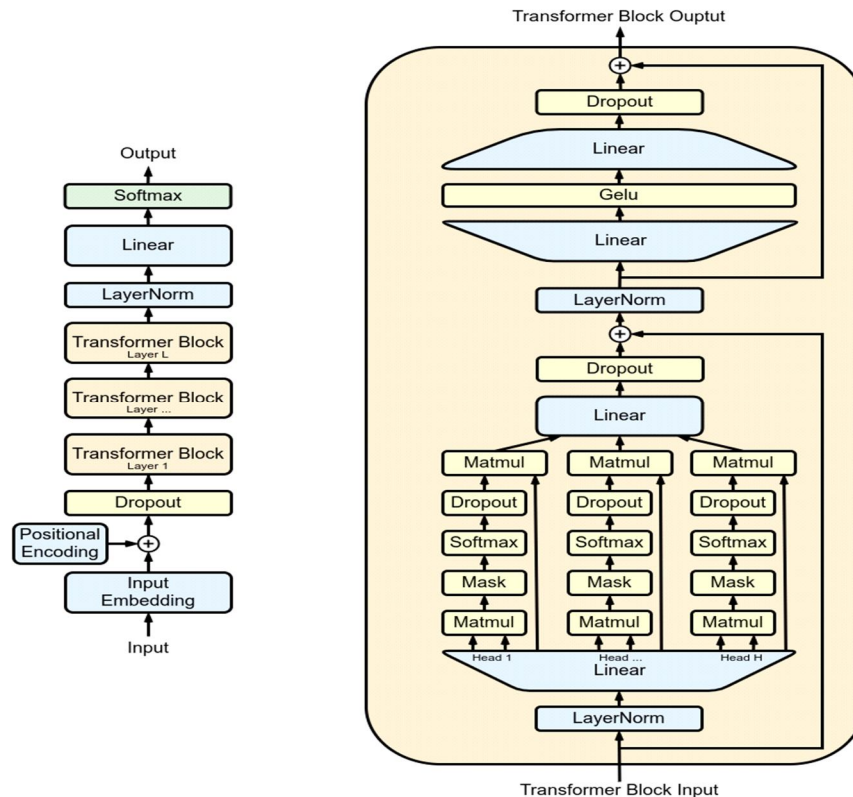 Output
Softmax
Linear
LayerNorm
Transformer Block
Layer L
Transformer Block
Layer ...
Transformer Block
Layer 1
Dropout
Positional
Encoding
+
Input
Embedding
Input
Transformer Block Ouptut
+
Dropout
Linear
Gelu
Linear
LayerNorm
+
Dropout
Linear
Matmul Matmul Matmul
Dropout Dropout Dropout
Softmax Softmax Softmax
Mask Mask Mask
Matmul Matmul Matmul
Head 1 Head ... Head H
Linear
LayerNorm
Transformer Block Input